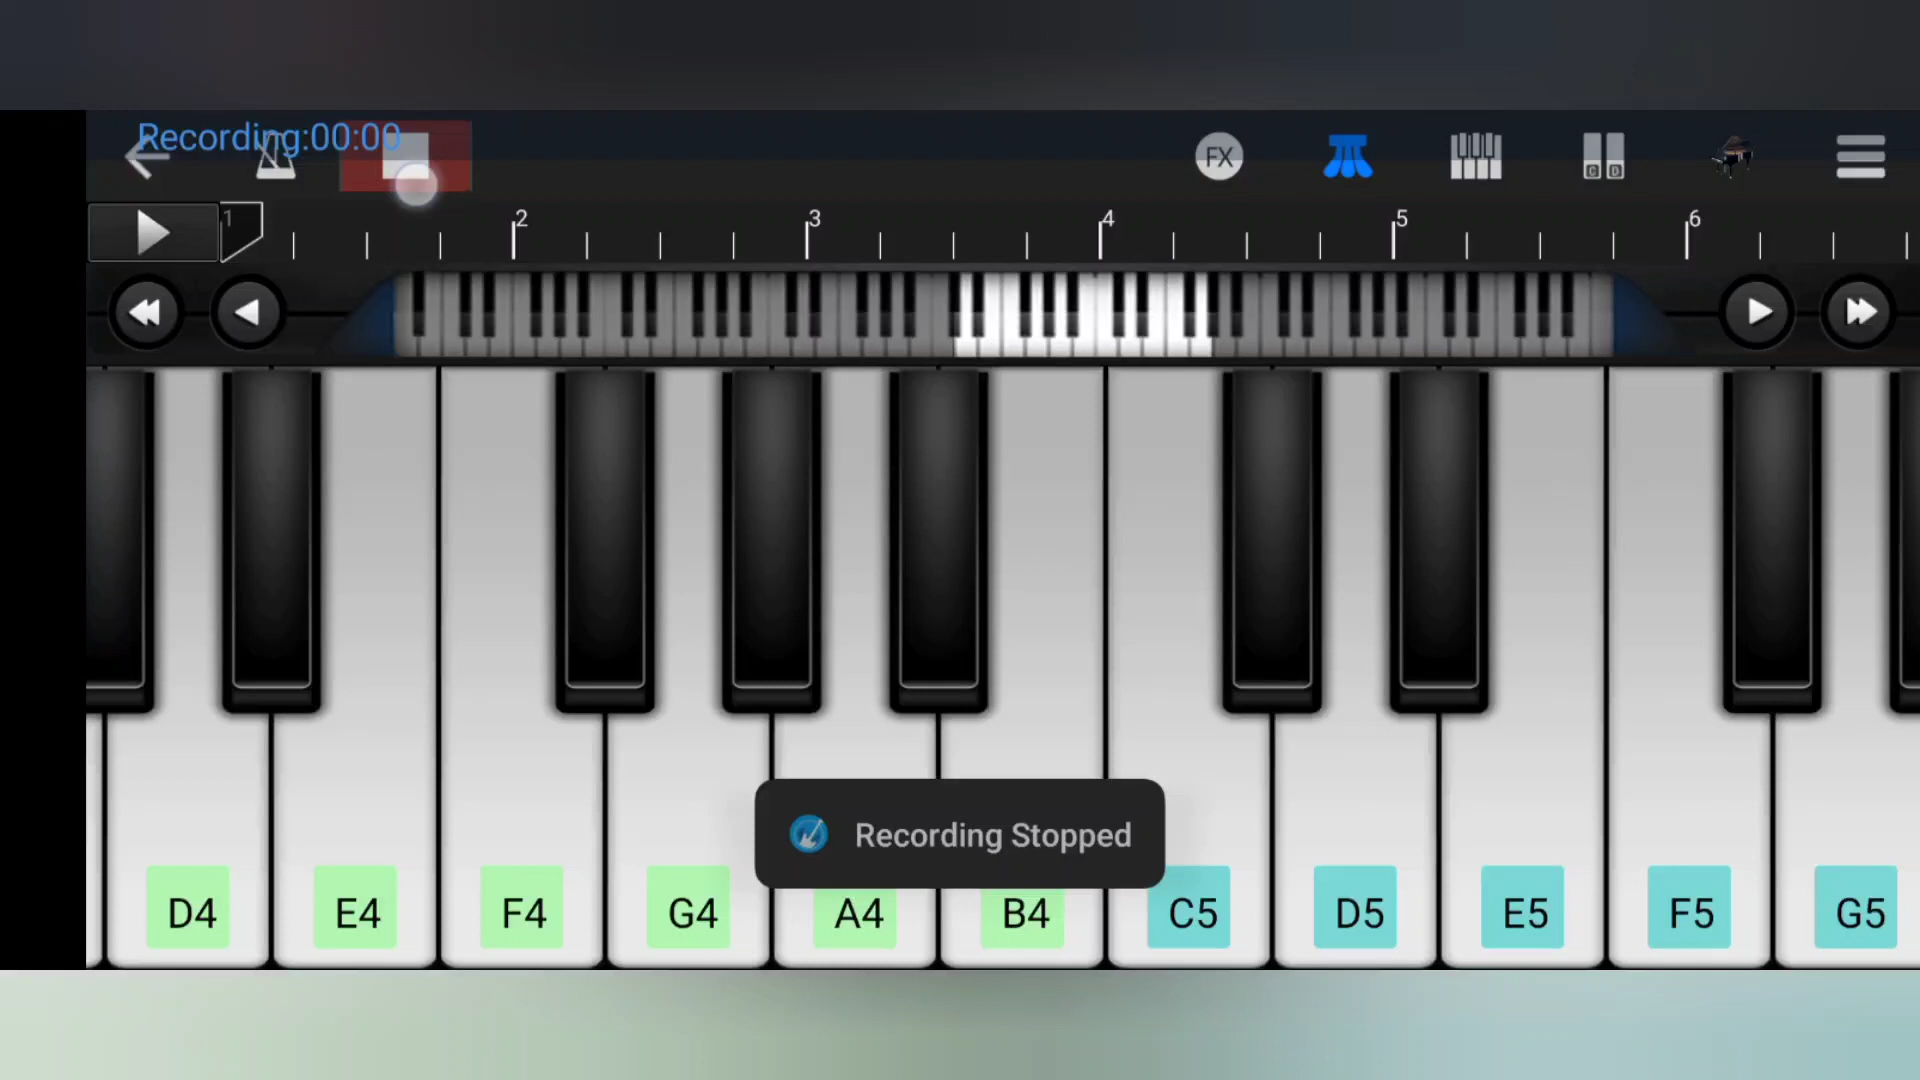 Recording:00:00
FX
C D
1 2 3 4 5 6
Recording Stopped
D4 E4 F4 G4 A4 B4 C5 D5 E5 F5 G5